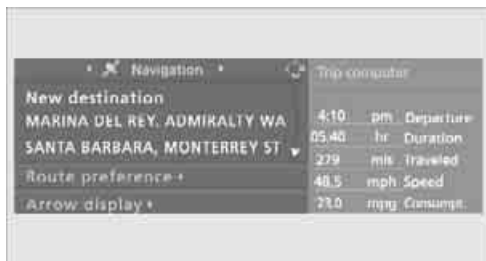 Navigation
New destination
MARINA DEL REY, ADMIRALTY WA
SANTA BARBARA, MONTERREY ST
Route preference
Arrow display
Trip computer
4:10 pm Departure
05.40 hr Duration
279 mls Traveled
48.5 mph Speed
23.0 mpg Consumpt.